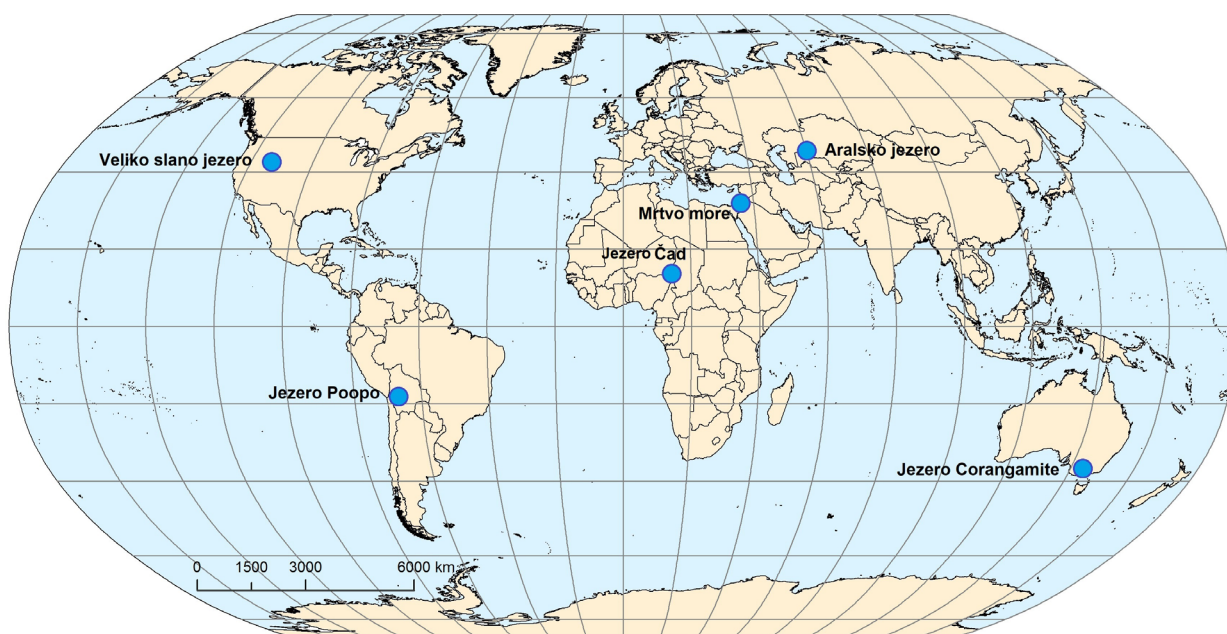 Veliko slano jezero
Aralsko jezero
Mrtvo more
Jezero Čad
Jezero Poopo
Jezero Corangamite
0 1500 3000 6000 km